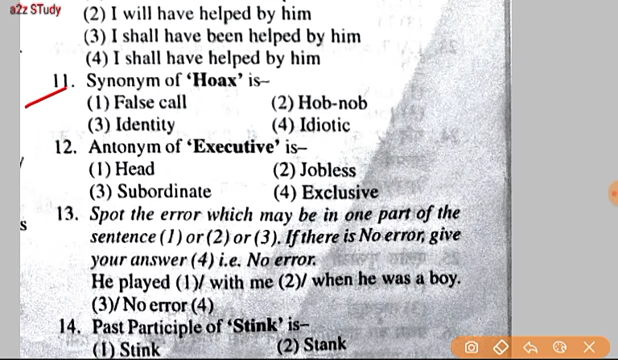 a2z STudy
(2) I will have helped by him
(3) I shall have been helped by him
(4) I shall have helped by him
11. Synonym of ‘Hoax’ is–
(1) False call (2) Hob-nob
(3) Identity (4) Idiotic
12. Antonym of ‘Executive’ is–
(1) Head (2) Jobless
(3) Subordinate (4) Exclusive
s
13. Spot the error which may be in one part of the
sentence (1) or (2) or (3). If there is No error, give
your answer (4) i.e. No error.
He played (1)/ with me (2)/ when he was a boy.
(3)/ No error (4)
14. Past Participle of ‘Stink’ is–
(1) Stink (2) Stank